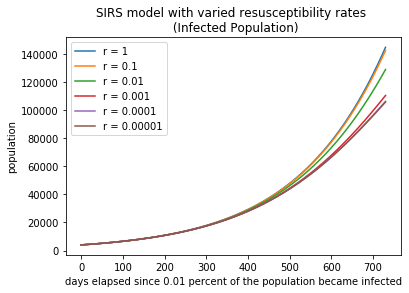 SIRS model with varied resusceptibility rates
(Infected Population)
r = 1
r = 0.1
r = 0.01
r = 0.001
r = 0.0001
r = 0.00001
population
140000
120000
100000
80000
60000
40000
20000
0
0 100 200 300 400 500 600 700
days elapsed since 0.01 percent of the population became infected